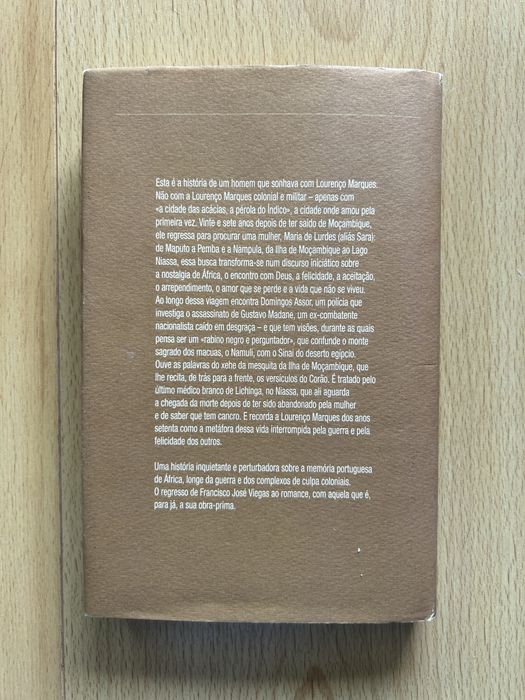 Esta é a história de um homem que sonhava com Lourenço Marques.
Não com a Lourenço Marques colonial e militar – apenas com
«a cidade das acácias, a pérola do Índico», a cidade onde amou pela
primeira vez. Vinte e sete anos depois de ter saído de Moçambique,
ele regressa para procurar uma mulher, Maria de Lurdes (aliás Sara):
de Maputo a Pemba e a Nampula, da Ilha de Moçambique ao Lago
Niassa, essa busca transforma-se num discurso iniciático sobre
a nostalgia de África, o encontro com Deus, a felicidade, a aceitação,
o arrependimento, o amor que se perde e a vida que não se viveu.
Ao longo dessa viagem encontra Domingos Assor, um polícia que
investiga o assassinato de Gustavo Madane, um ex-combatente
nacionalista caído em desgraça – e que tem visões, durante as quais
pensa ser um «rabino negro e perguntador», que confunde o monte
sagrado dos macuas, o Namuli, com o Sinai do deserto egípcio.
Ouve as palavras do xehe da mesquita da Ilha de Moçambique, que
lhe recita, de trás para a frente, os versículos do Corão. É tratado pelo
último médico branco de Lichinga, no Niassa, que ali aguarda
a chegada da morte depois de ter sido abandonado pela mulher
e de saber que tem cancro. E recorda a Lourenço Marques dos anos
setenta como a metáfora dessa vida interrompida pela guerra e pela
felicidade dos outros.
Uma história inquietante e perturbadora sobre a memória portuguesa
de África, longe da guerra e dos complexos de culpa coloniais.
O regresso de Francisco José Viegas ao romance, com aquela que é,
para já, a sua obra-prima.